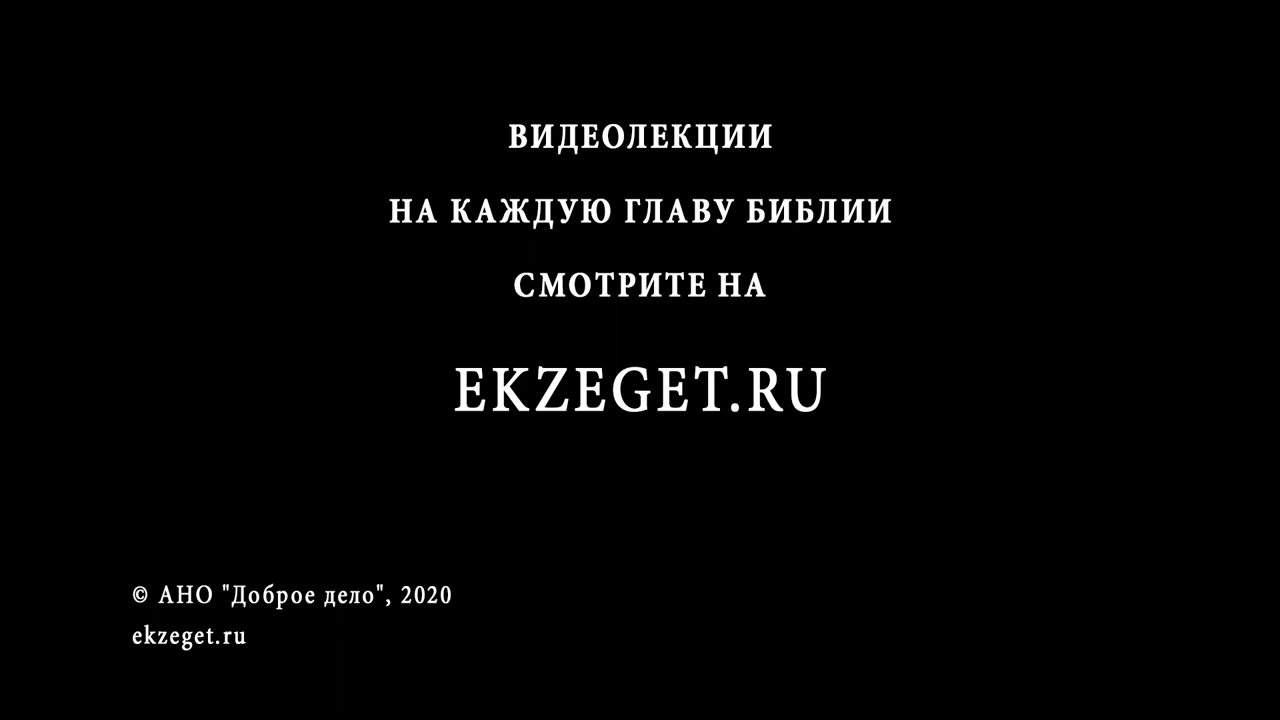 ВИДЕОЛЕКЦИИ
НА КАЖДУЮ ГЛАВУ БИБЛИИ
СМОТРИТЕ НА
EKZEGET.RU
© АНО "Доброе дело", 2020
ekzeget.ru